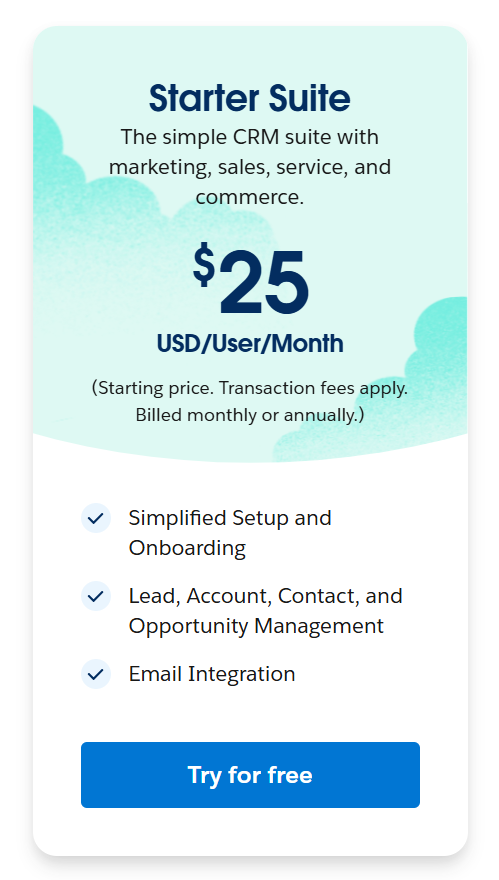 Starter Suite
The simple CRM suite with
marketing, sales, service, and
commerce.
$25
USD/User/Month
(Starting price. Transaction fees apply.
Billed monthly or annually.)
Simplified Setup and
Onboarding
Lead, Account, Contact, and
Opportunity Management
Email Integration
Try for free